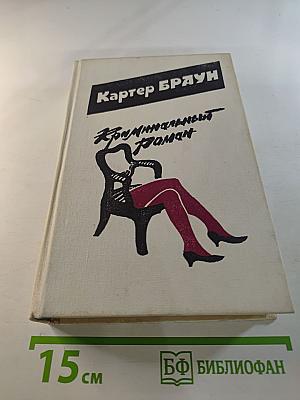 Картер БРАУН
Криминальный
Роман
15 см
БФ БИБЛИОФАН